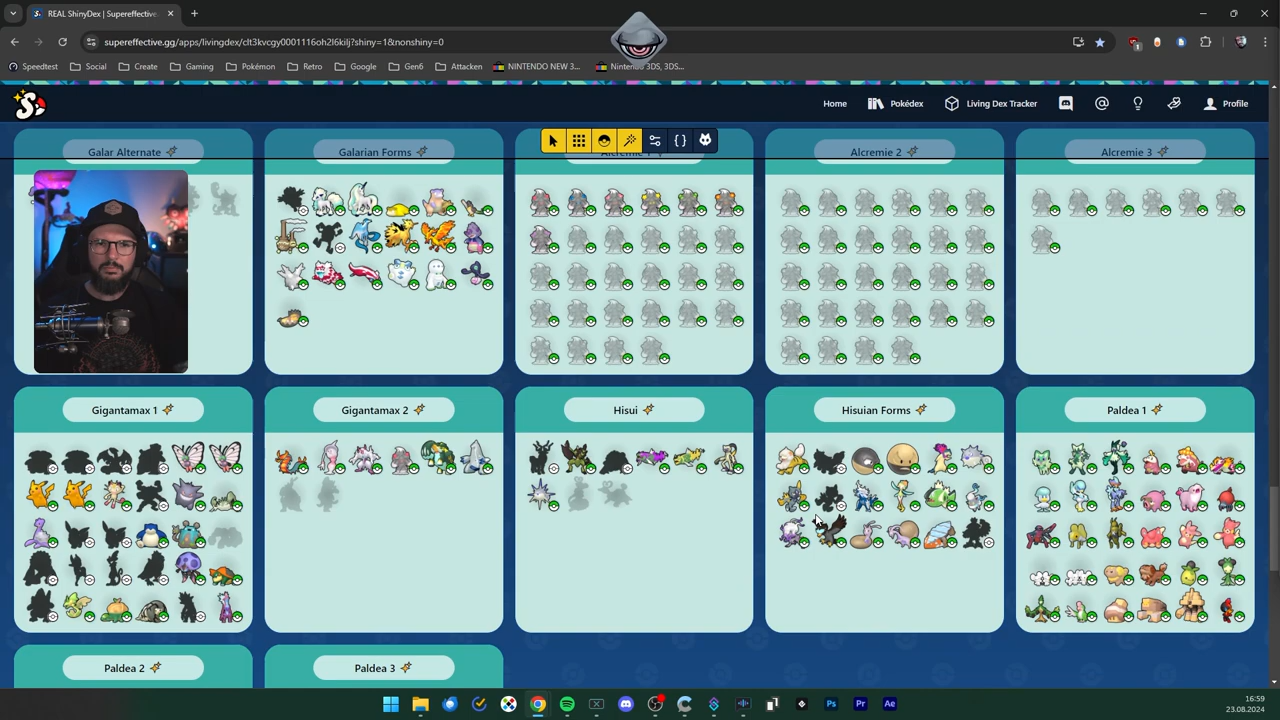 REAL ShinyDex | Supereffective.g
supereffective.gg/apps/livingdex/clt3kvcgy0001116oh2l6kilj?shiny=1&nonshiny=0
Speedtest Social Create Gaming Pokémon Retro Google Gen6 Attacken NINTENDO NEW 3... Nintendo 3DS, 3DS...
Home Pokédex Living Dex Tracker Profile
Galar Alternate Galarian Forms Alcremie 2 Alcremie 3
Gigantamax 1 Gigantamax 2 Hisui Hisuian Forms Paldea 1
Paldea 2 Paldea 3
Ps Pr Ae
16:59
23.08.2024